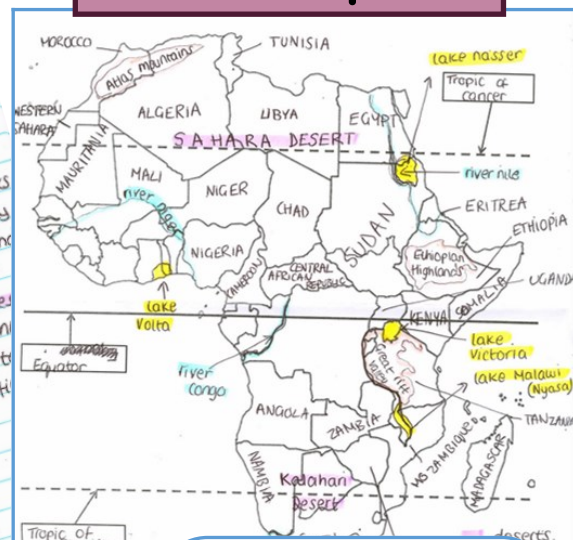 MOROCCO
TUNISIA
Atlas mountains
lake nasser
Tropic of
cancer
WESTERN
SAHARA
ALGERIA
LIBYA
EGYPT
SAHARA DESERT
MAURITANIA
MALI
river niger
NIGER
CHAD
SUDAN
river nile
ERITREA
ETHIOPIA
Ethiopian
Highlands
NIGERIA
CAMEROON
CENTRAL
AFRICAN
REPUBLIC
UGANDA
SOMALIA
KENYA
lake
Volta
Equator
river
congo
lake
Victoria
Great rift
valley
lake Malawi
(Nyasa)
TANZANIA
ANGOLA
ZAMBIA
MOZAMBIQUE
MADAGASCAR
NAMIBIA
Kalahari
Desert
Tropic of
deserts.